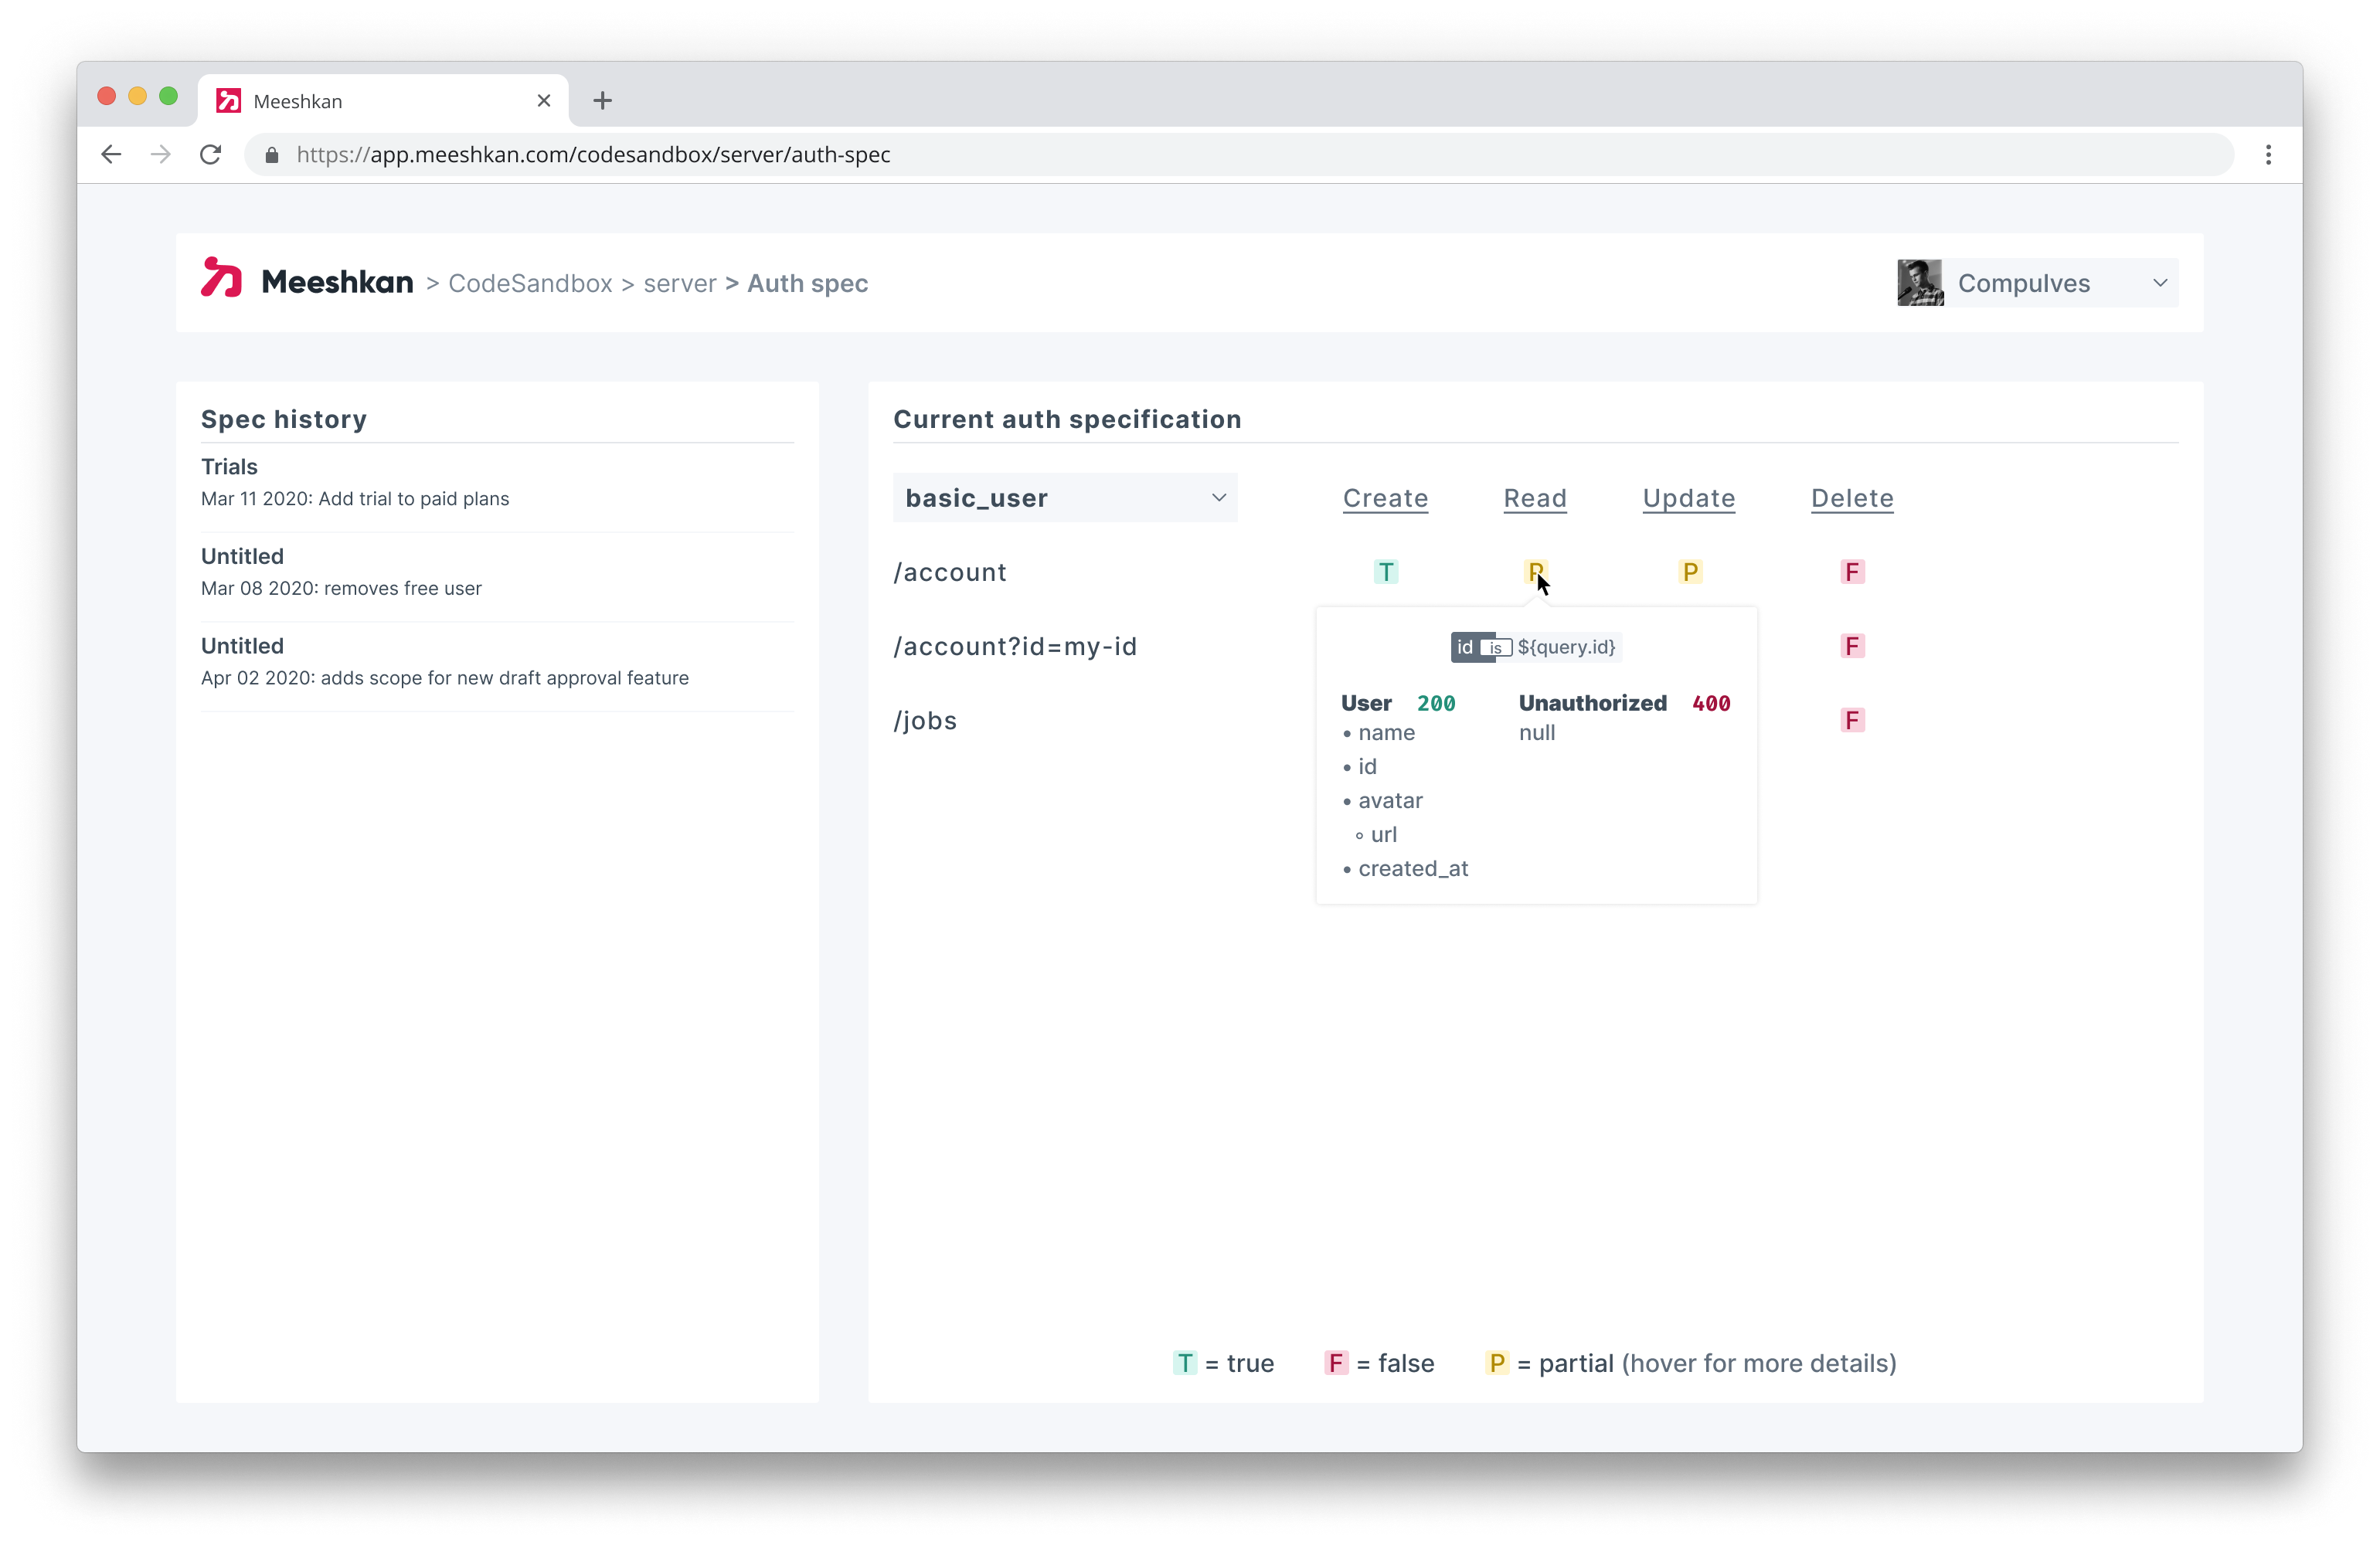 Meeshkan
https://app.meeshkan.com/codesandbox/server/auth-spec
Meeshkan > CodeSandbox > server > Auth spec
Compulves
Spec history
Trials
Mar 11 2020: Add trial to paid plans
Untitled
Mar 08 2020: removes free user
Untitled
Apr 02 2020: adds scope for new draft approval feature
Current auth specification
basic_user Create Read Update Delete
/account T P P F
/account?id=my-id F
/jobs F
id is ${query.id}
User 200
• name
• id
• avatar
◦ url
• created_at
Unauthorized 400
null
T = true F = false P = partial (hover for more details)